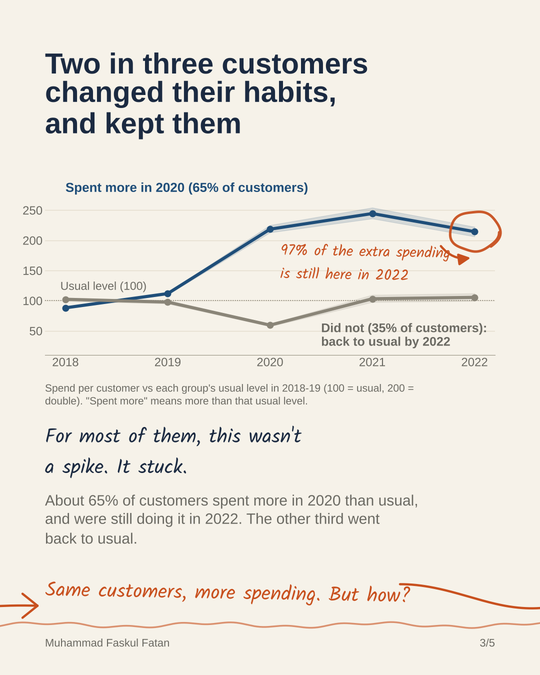 Two in three customers
changed their habits,
and kept them
Spent more in 2020 (65% of customers)
250
200
150
100
50
97% of the extra spending
is still here in 2022
Usual level (100)
Did not (35% of customers):
back to usual by 2022
2018 2019 2020 2021 2022
Spend per customer vs each group's usual level in 2018-19 (100 = usual, 200 =
double). "Spent more" means more than that usual level.
For most of them, this wasn't
a spike. It stuck.
About 65% of customers spent more in 2020 than usual,
and were still doing it in 2022. The other third went
back to usual.
Same customers, more spending. But how?
Muhammad Faskul Fatan 3/5